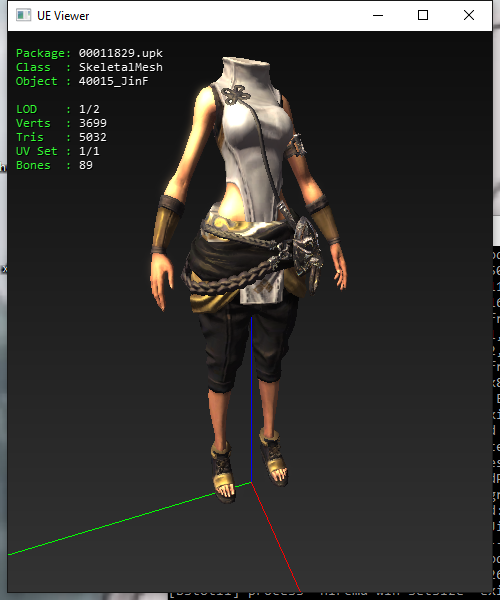 UE Viewer
Package: 00011829.upk
Class : SkeletalMesh
Object : 40015_JinF
LOD : 1/2
Verts : 3699
Tris : 5032
UV Set : 1/1
Bones : 89